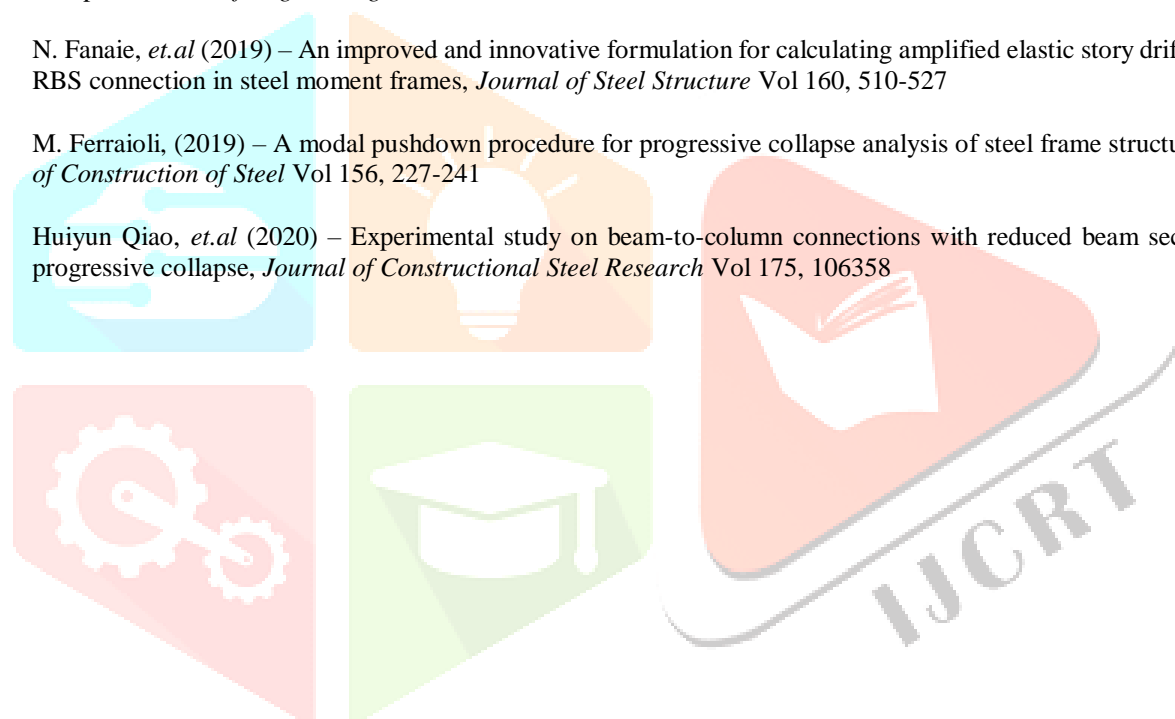 N. Fanaie, et.al (2019) – An improved and innovative formulation for calculating amplified elastic story
RBS connection in steel moment frames, Journal of Steel Structure Vol 160, 510-527
M. Ferraioli, (2019) – A modal pushdown procedure for progressive collapse analysis of steel frame
of Construction of Steel Vol 156, 227-241
Huiyun Qiao, et.al (2020) – Experimental study on beam-to-column connections with reduced beam
progressive collapse, Journal of Constructional Steel Research Vol 175, 106358
IJCRT